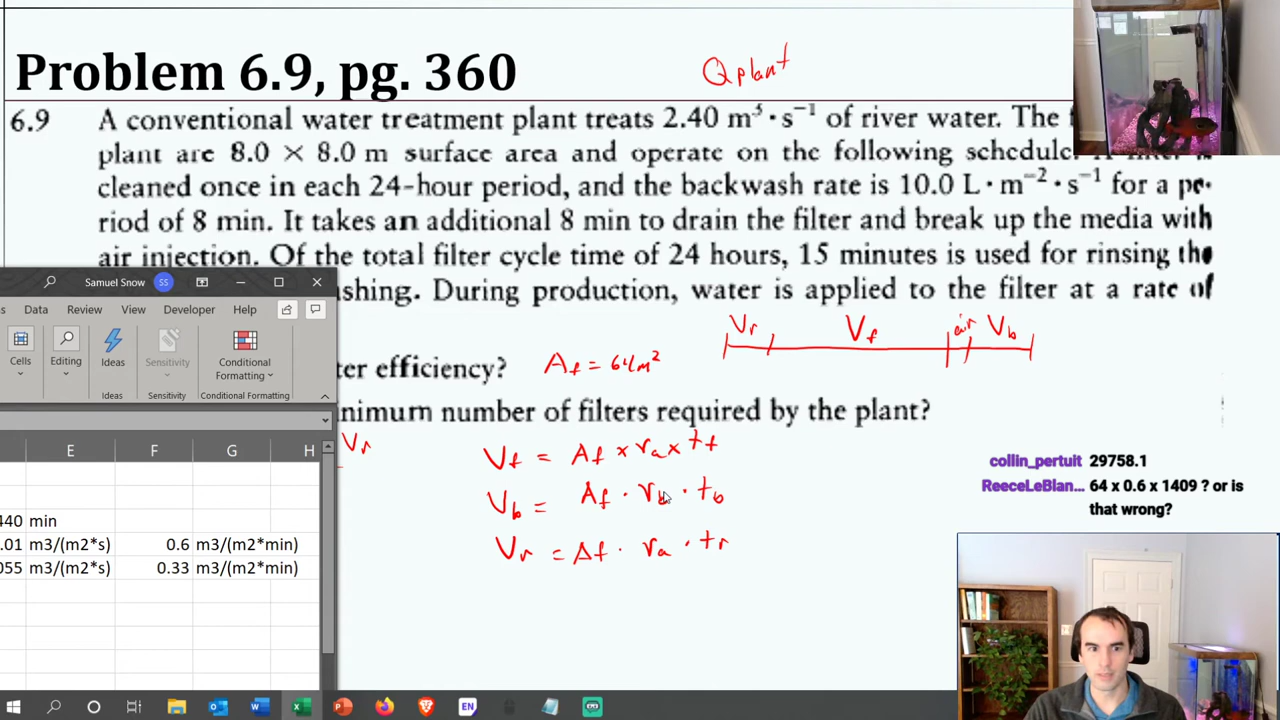 Problem 6.9, pg. 360
Qplant
6.9 A conventional water treatment plant treats 2.40 m³·s⁻¹ of river water. The
plant are 8.0 × 8.0 m surface area and operate on the following schedule.
cleaned once in each 24-hour period, and the backwash rate is 10.0 L·m⁻²·s⁻¹ for a pe-
riod of 8 min. It takes an additional 8 min to drain the filter and break up the media with
air injection. Of the total filter cycle time of 24 hours, 15 minutes is used for rinsing the
shing. During production, water is applied to the filter at a rate of
Vr Vf air Vb
ter efficiency? Af = 64m²
nimum number of filters required by the plant?
Vr
Vf = Af × ra × tf
Vb = Af · rb · tb
Vr = Af · ra · tr
Samuel Snow SS
Data Review View Developer Help
Cells Editing Ideas Sensitivity Conditional Formatting
Ideas Sensitivity Conditional Formatting
E F G H
440 min
.01 m3/(m2*s) 0.6 m3/(m2*min)
055 m3/(m2*s) 0.33 m3/(m2*min)
collin_pertuit 29758.1
ReeceLeBlan... 64 x 0.6 x 1409 ? or is
that wrong?
EN